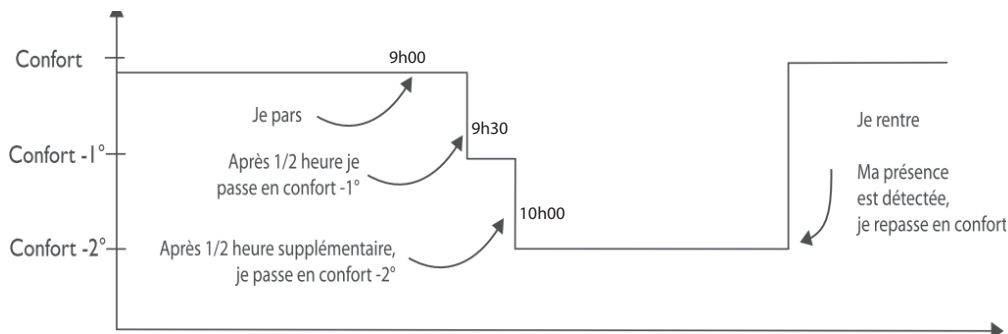 Confort
9h00
Je pars
9h30
Confort -1°
Après 1/2 heure je
passe en confort -1°
10h00
Confort -2°
Après 1/2 heure supplémentaire,
je passe en confort -2°
Je rentre
Ma présence
est détectée,
je repasse en confort